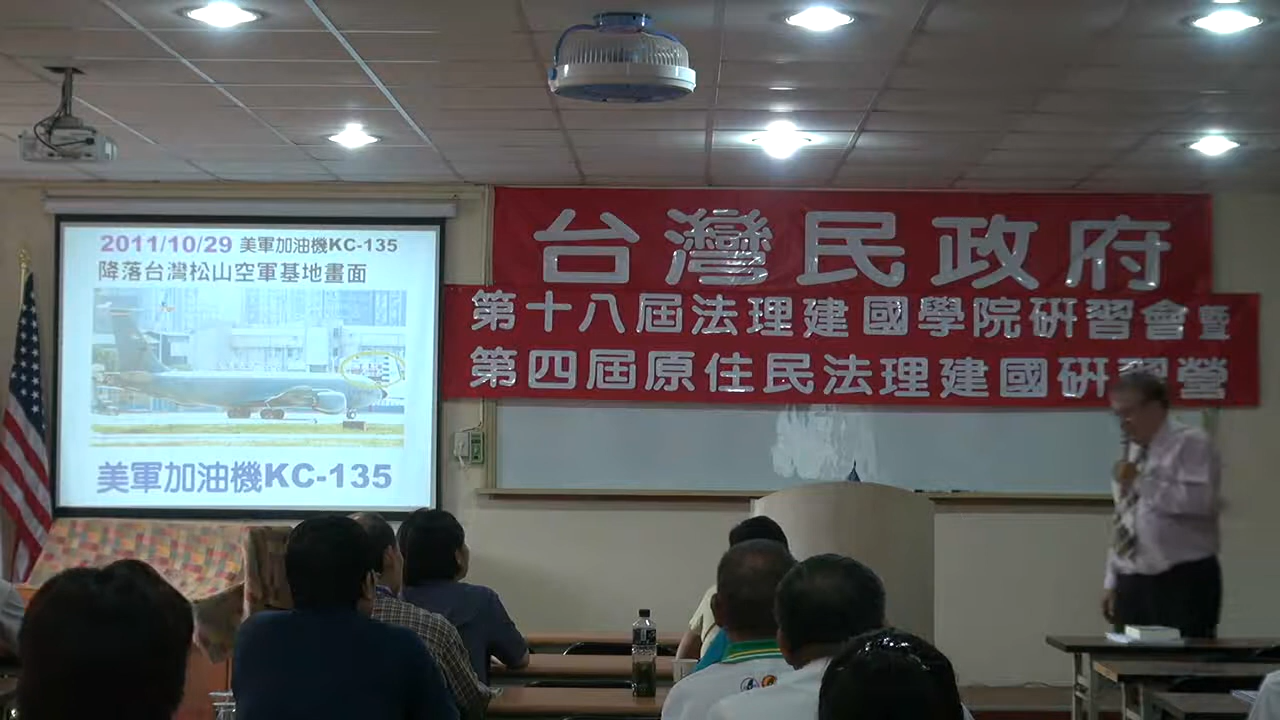 2011/10/29 美軍加油機KC-135
降落台灣松山空軍基地畫面
美軍加油機KC-135
台灣民政府
第十八屆法理建國學院研習會暨
第四屆原住民法理建國研習營